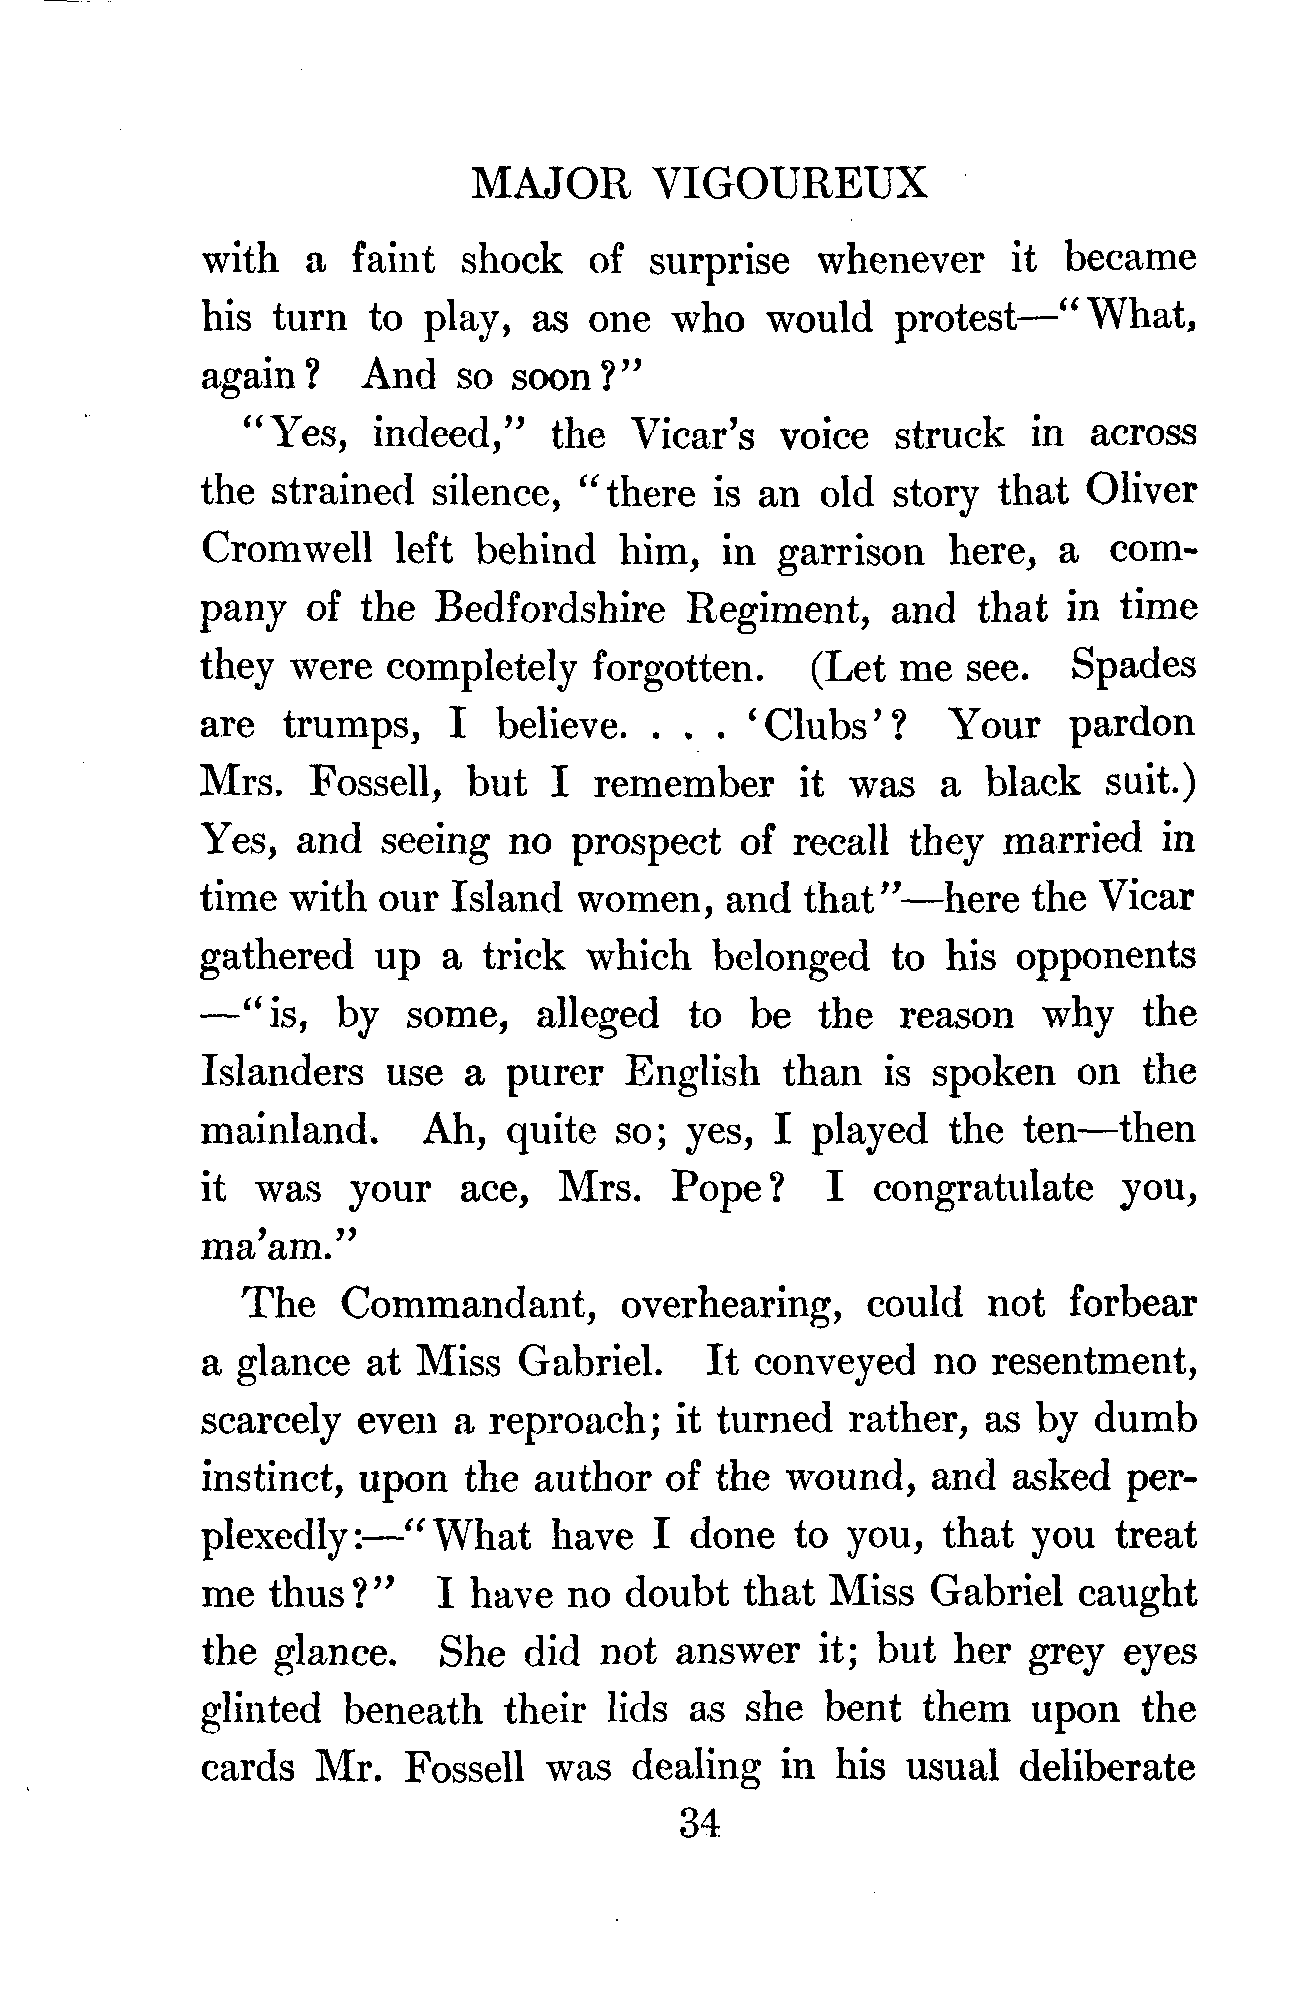 MAJOR VIGOUREUX
with a faint shock of surprise whenever it became
his turn to play, as one who would protest—“What,
again? And so soon?”
“Yes, indeed,” the Vicar’s voice struck in across
the strained silence, “there is an old story that Oliver
Cromwell left behind him, in garrison here, a com-
pany of the Bedfordshire Regiment, and that in time
they were completely forgotten. (Let me see. Spades
are trumps, I believe. . . . ‘Clubs’? Your pardon
Mrs. Fossell, but I remember it was a black suit.)
Yes, and seeing no prospect of recall they married in
time with our Island women, and that”—here the Vicar
gathered up a trick which belonged to his opponents
—“is, by some, alleged to be the reason why the
Islanders use a purer English than is spoken on the
mainland. Ah, quite so; yes, I played the ten—then
it was your ace, Mrs. Pope? I congratulate you,
ma’am.”
The Commandant, overhearing, could not forbear
a glance at Miss Gabriel. It conveyed no resentment,
scarcely even a reproach; it turned rather, as by dumb
instinct, upon the author of the wound, and asked per-
plexedly:—“What have I done to you, that you treat
me thus?” I have no doubt that Miss Gabriel caught
the glance. She did not answer it; but her grey eyes
glinted beneath their lids as she bent them upon the
cards Mr. Fossell was dealing in his usual deliberate
34